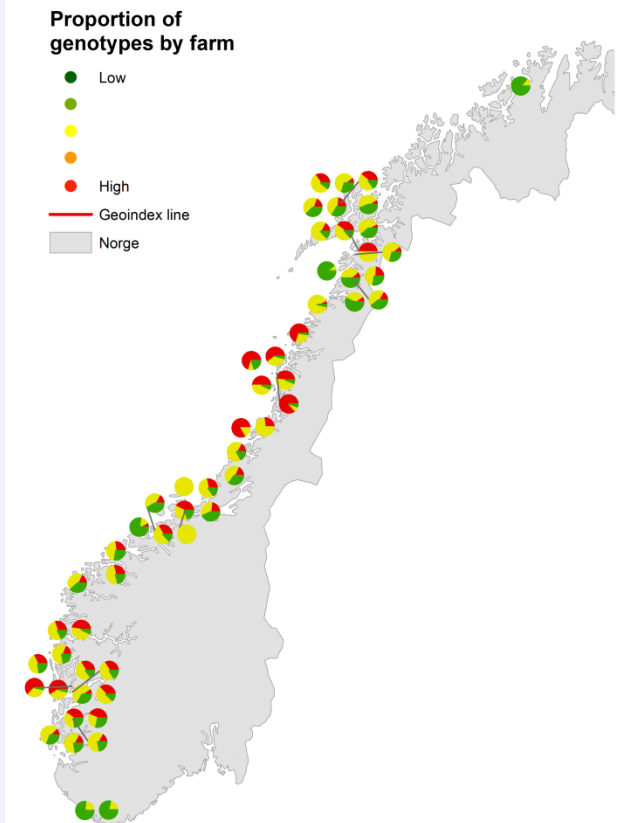 Proportion of
genotypes by farm
Low
High
Geoindex line
Norge